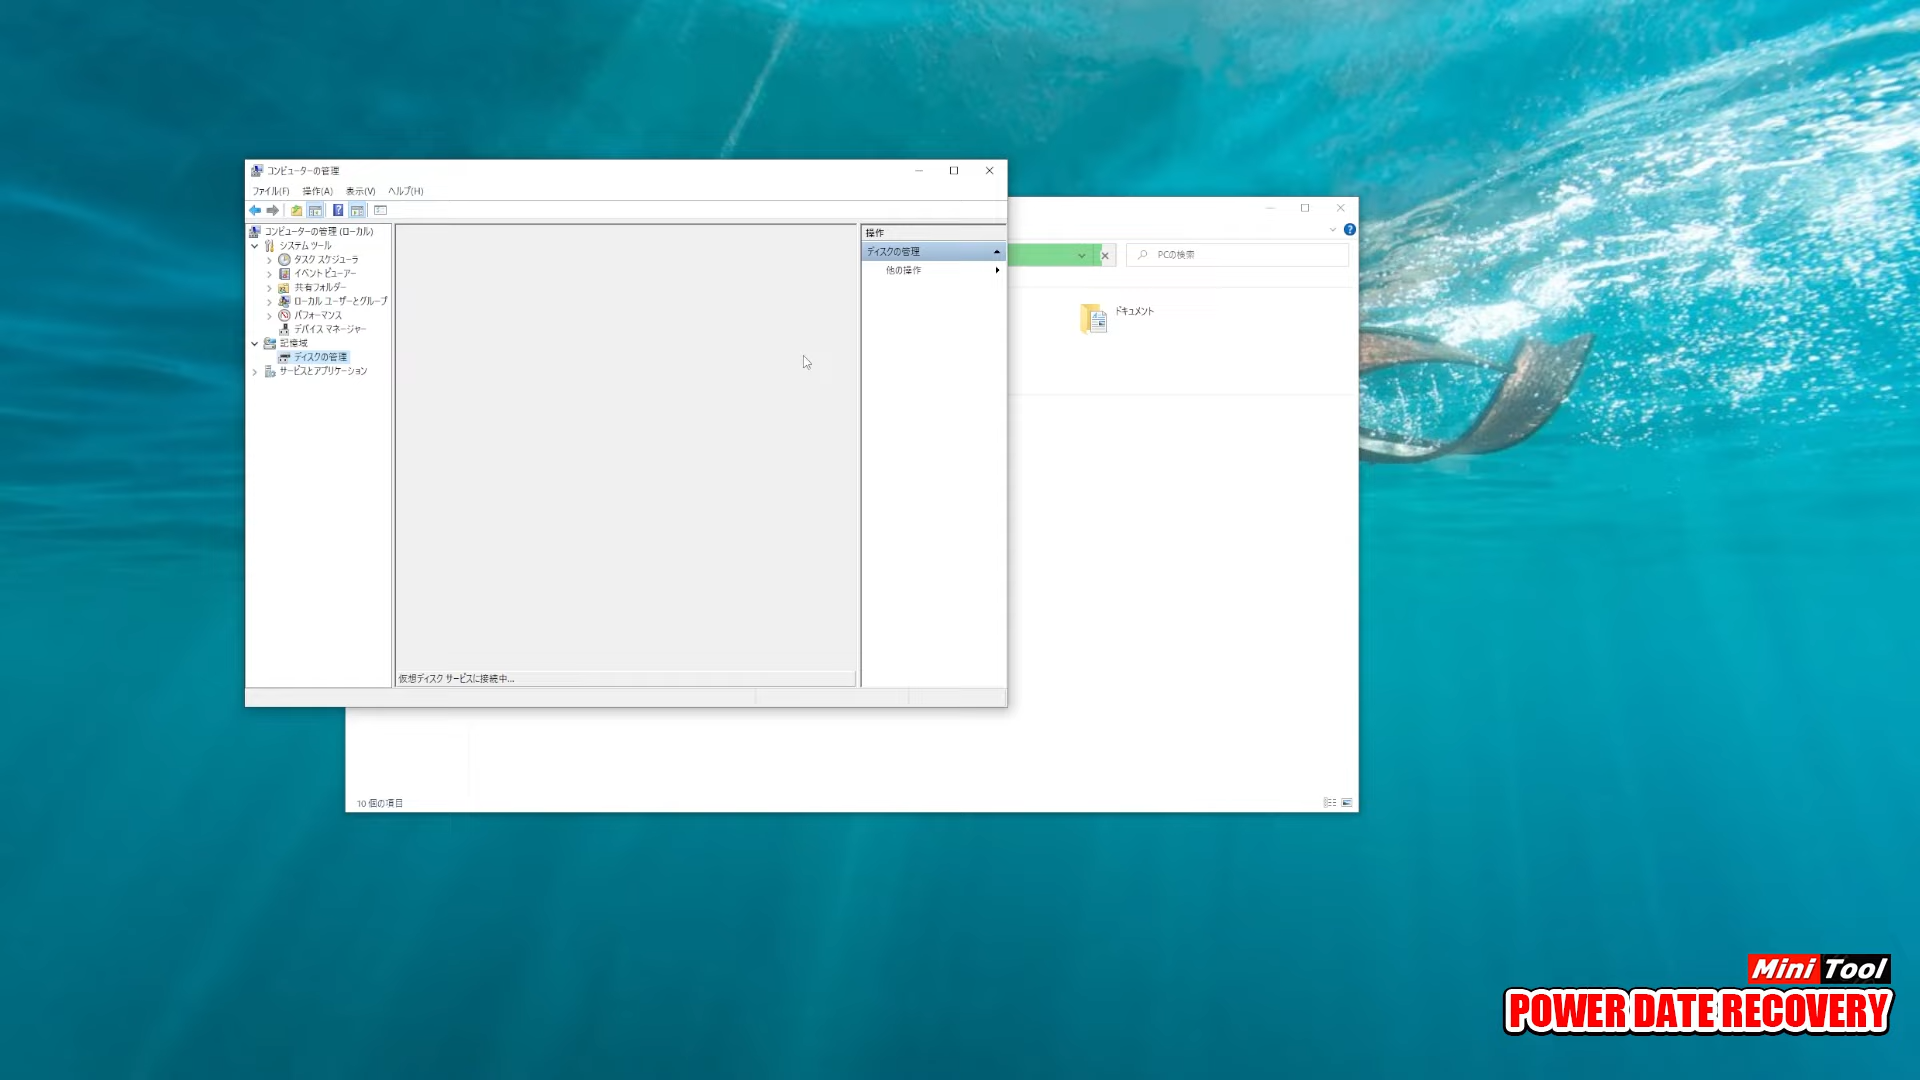 コンピューターの管理
ファイル(F) 操作(A) 表示(V) ヘルプ(H)
コンピューターの管理 (ローカル)
システム ツール
タスク スケジューラ
イベント ビューアー
共有フォルダー
ローカル ユーザーとグループ
パフォーマンス
デバイス マネージャー
記憶域
ディスクの管理
サービスとアプリケーション
仮想ディスク サービスに接続中...
操作
ディスクの管理
他の操作
PCの検索
ドキュメント
10 個の項目
Mini Tool
POWER DATE RECOVERY